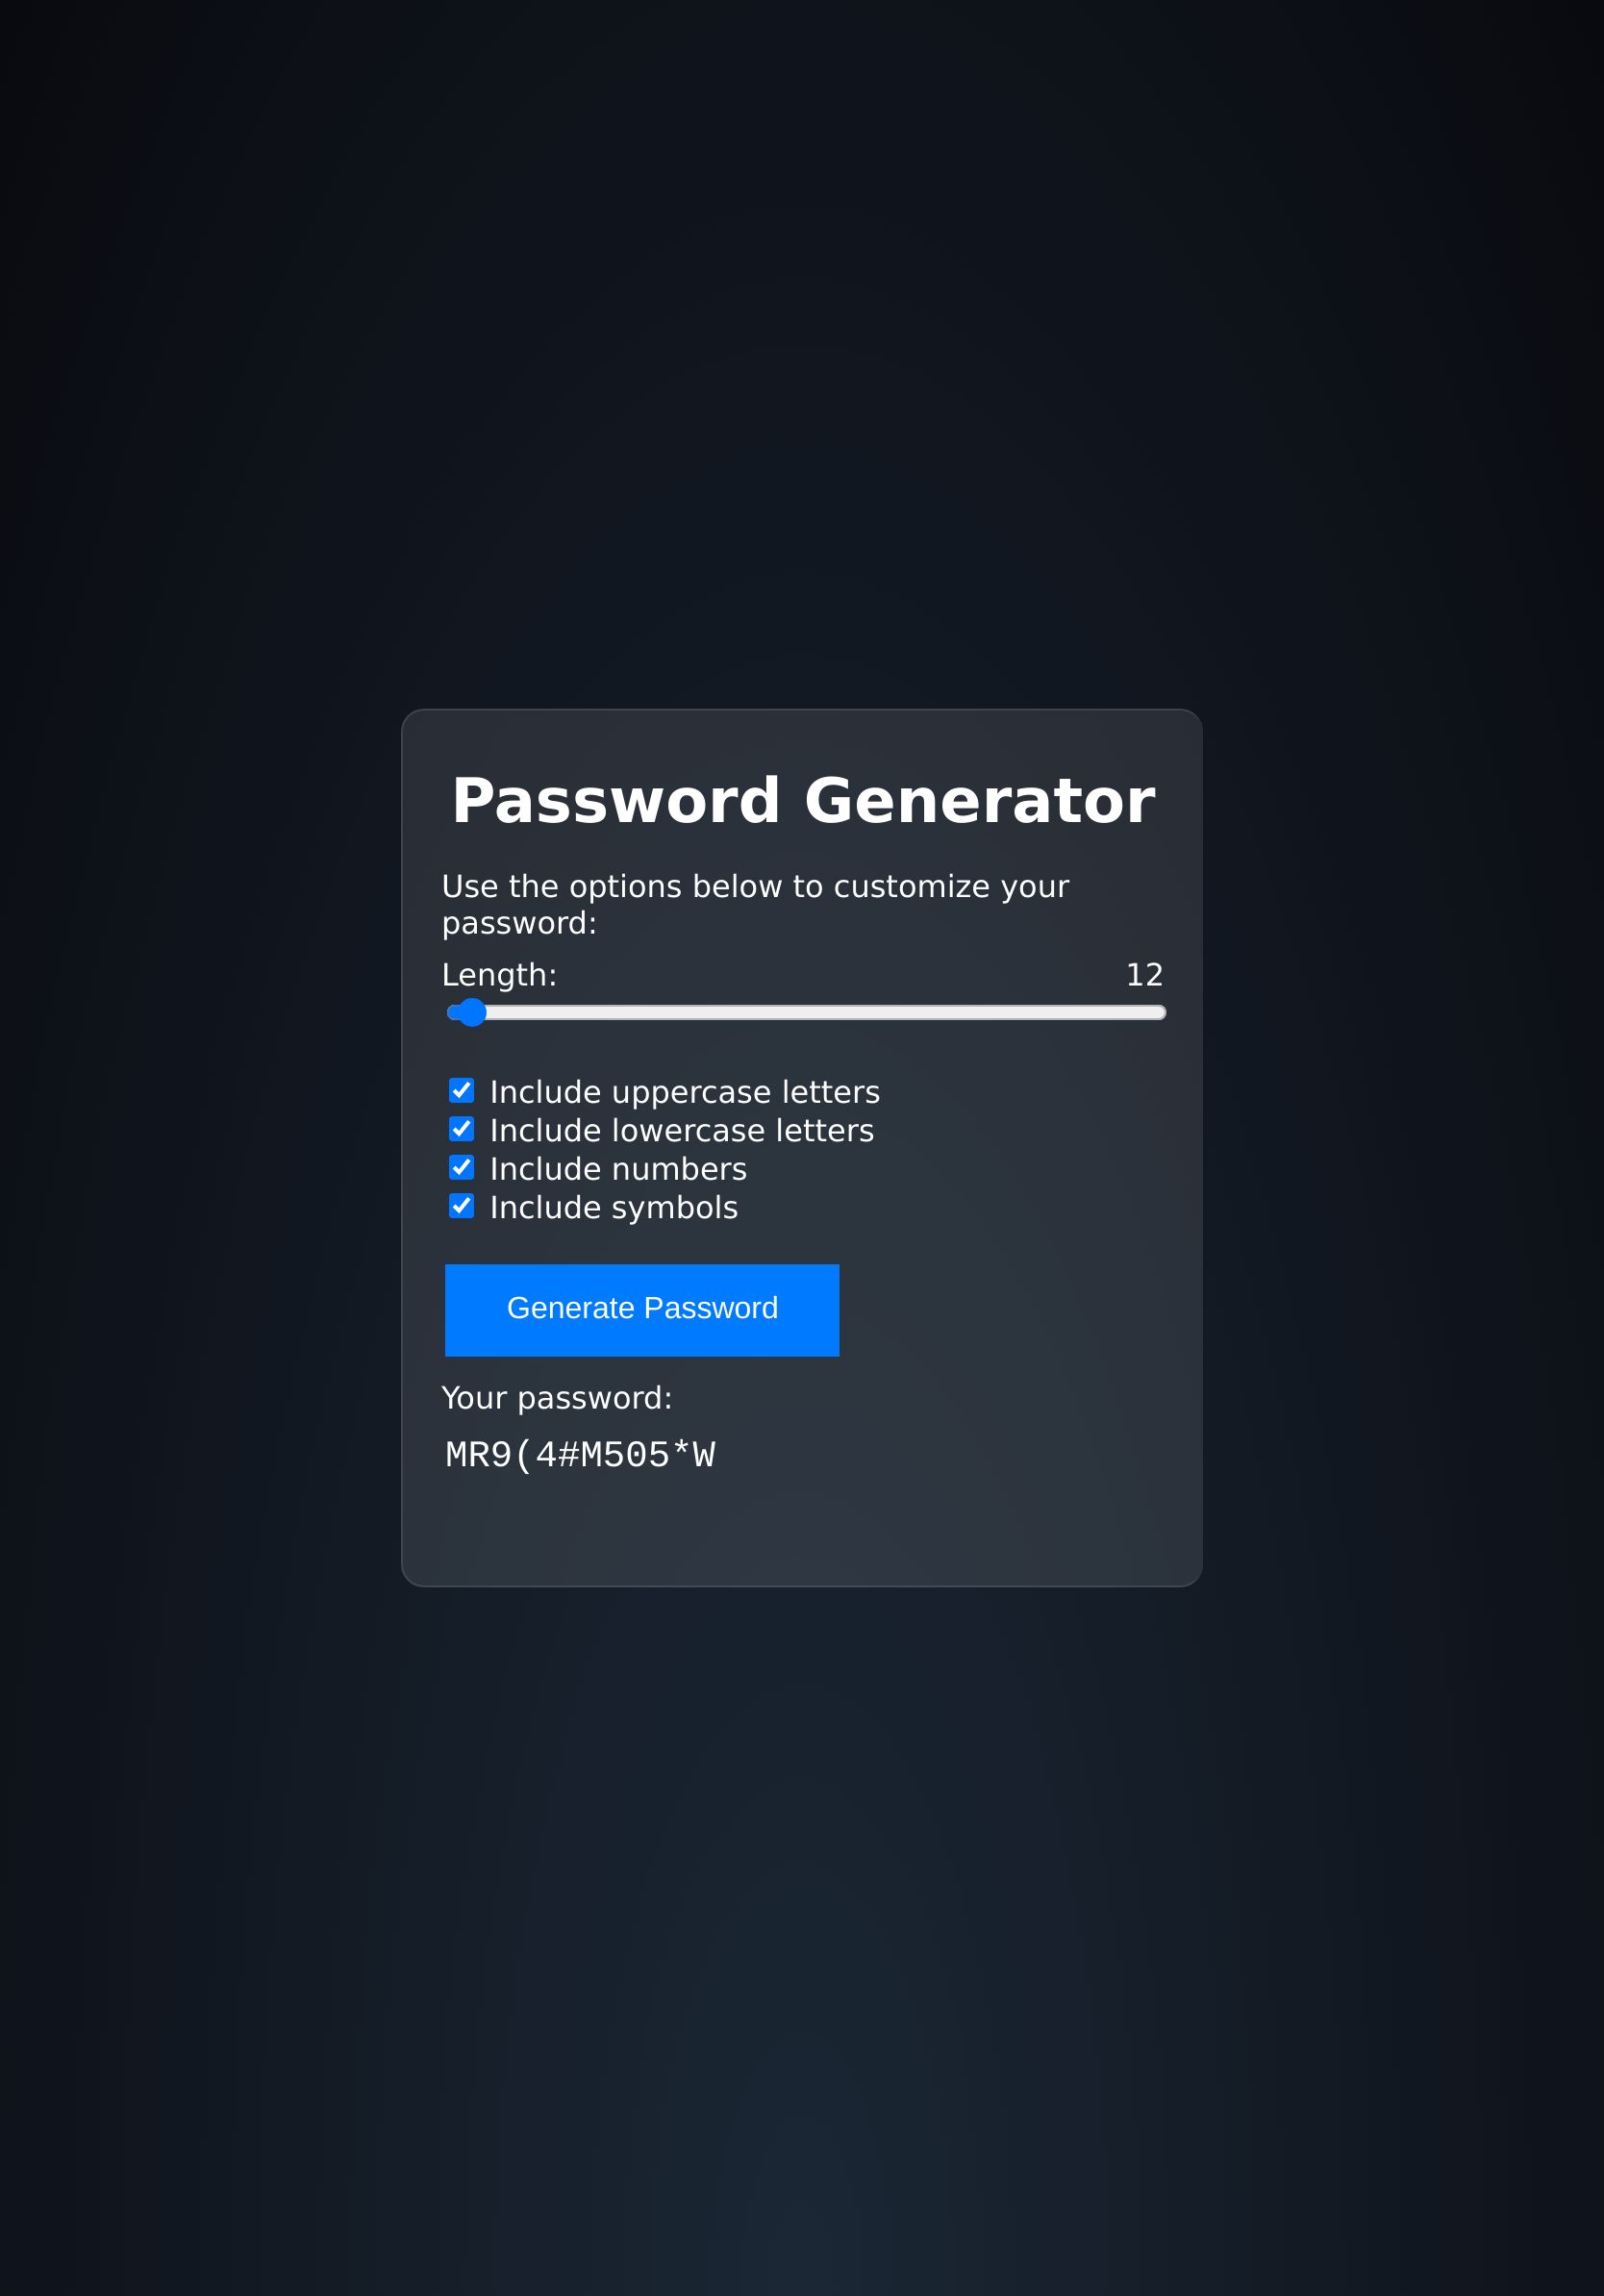 Password Generator
Use the options below to customize your
password:
Length: 12
Include uppercase letters
Include lowercase letters
Include numbers
Include symbols
Generate Password
Your password:
MR9(4#M505*W